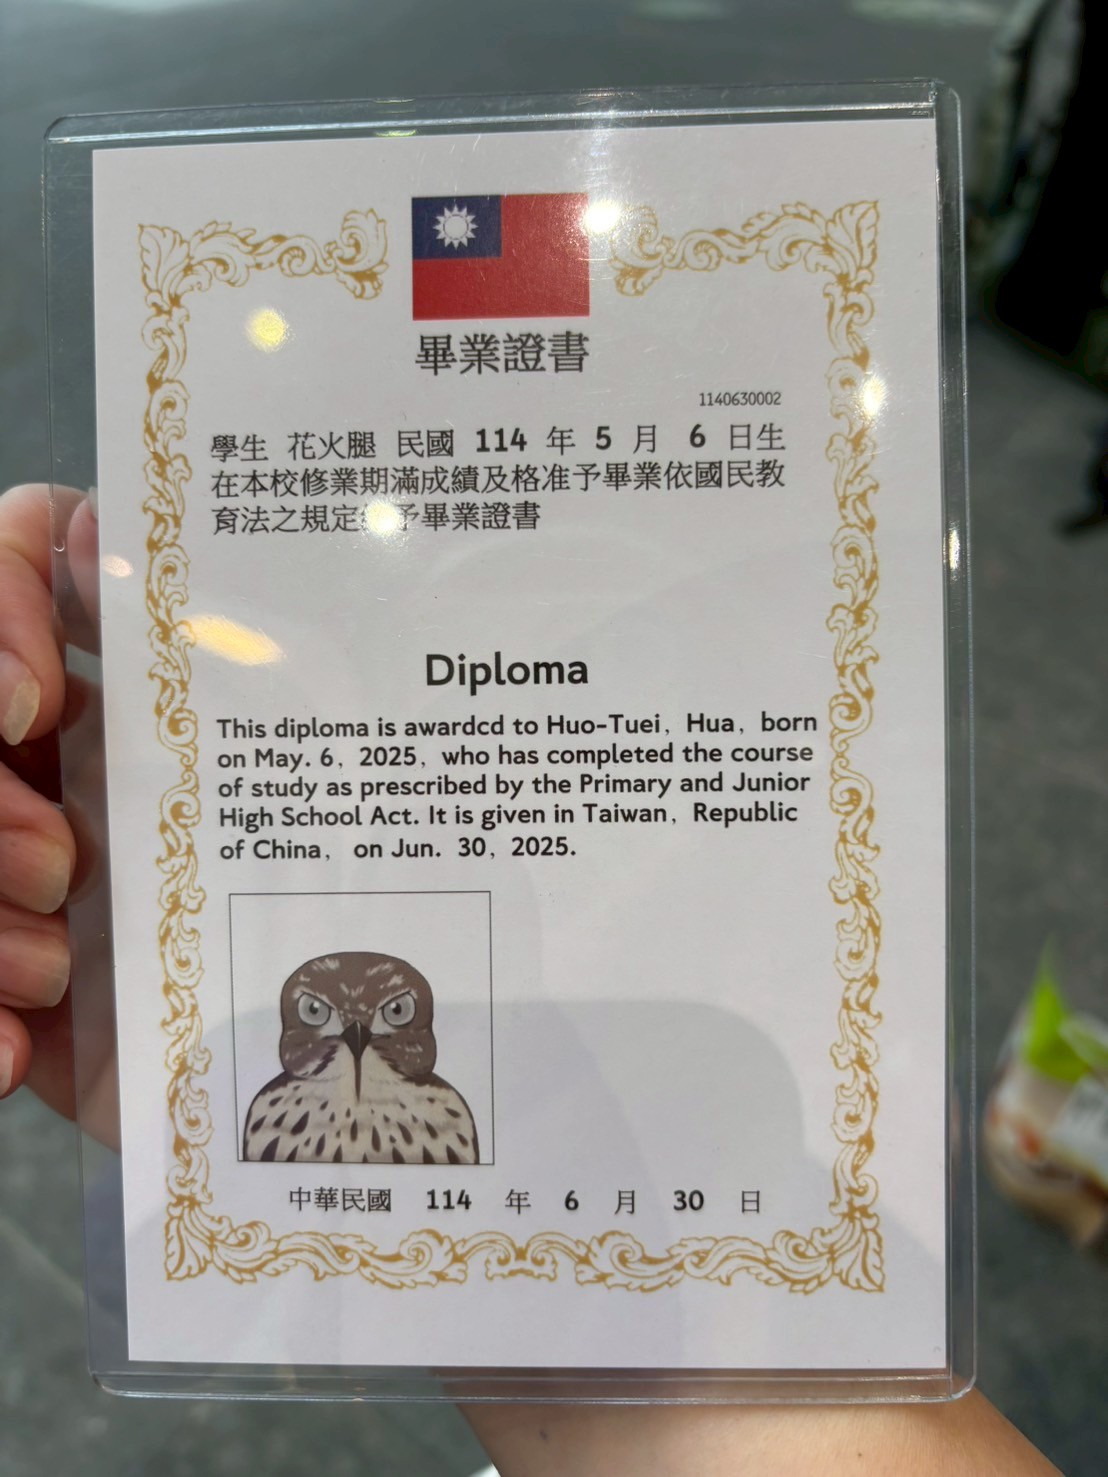 畢業證書
1140630002
學生 花火腿 民國 114 年 5 月 6 日生
在本校修業期滿成績及格准予畢業依國民教
育法之規定 予畢業證書
Diploma
This diploma is awardcd to Huo-Tuei, Hua, born
on May. 6, 2025, who has completed the course
of study as prescribed by the Primary and Junior
High School Act. It is given in Taiwan, Republic
of China, on Jun. 30, 2025.
中華民國 114 年 6 月 30 日